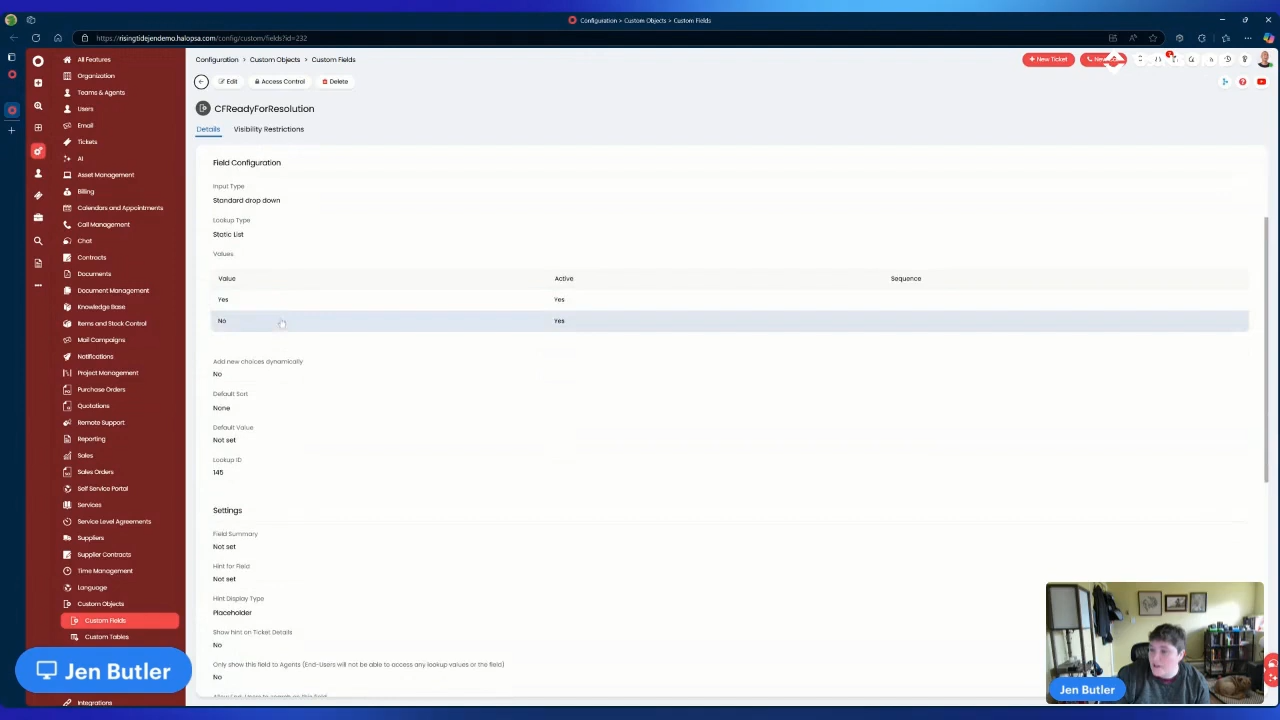 Configuration > Custom Objects > Custom Fields
https://risingtidejendemo.halopsa.com/config/custom/fields?id=232
All Features
Organization
Teams & Agents
Users
Email
Tickets
AI
Asset Management
Billing
Calendars and Appointments
Call Management
Chat
Contracts
Documents
Document Management
Knowledge Base
Items and Stock Control
Mail Campaigns
Notifications
Project Management
Purchase Orders
Quotations
Remote Support
Reporting
Sales
Sales Orders
Self Service Portal
Services
Service Level Agreements
Suppliers
Supplier Contracts
Time Management
Language
Custom Objects
Custom Fields
Custom Tables
Integrations
Configuration > Custom Objects > Custom Fields
+ New Ticket
Edit
Access Control
Delete
CFReadyForResolution
Details
Visibility Restrictions
Field Configuration
Input Type
Standard drop down
Lookup Type
Static List
Values
Value Active Sequence
Yes Yes
No Yes
Add new choices dynamically
No
Default Sort
None
Default Value
Not set
Lookup ID
145
Settings
Field Summary
Not set
Hint for Field
Not set
Hint Display Type
Placeholder
Show hint on Ticket Details
No
Only show this field to Agents (End-Users will not be able to access any lookup values or the field)
No
Jen Butler
Jen Butler